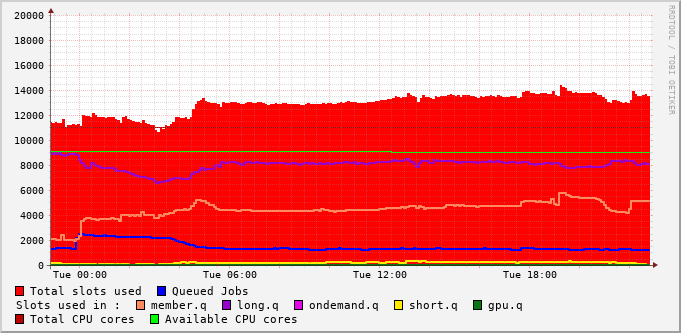 20000
18000
16000
14000
12000
10000
8000
6000
4000
2000
0
Tue 00:00 Tue 06:00 Tue 12:00 Tue 18:00
Total slots used Queued Jobs
Slots used in : member.q long.q ondemand.q short.q gpu.q
Total CPU cores Available CPU cores
RRDTOOL / TOBI OETIKER